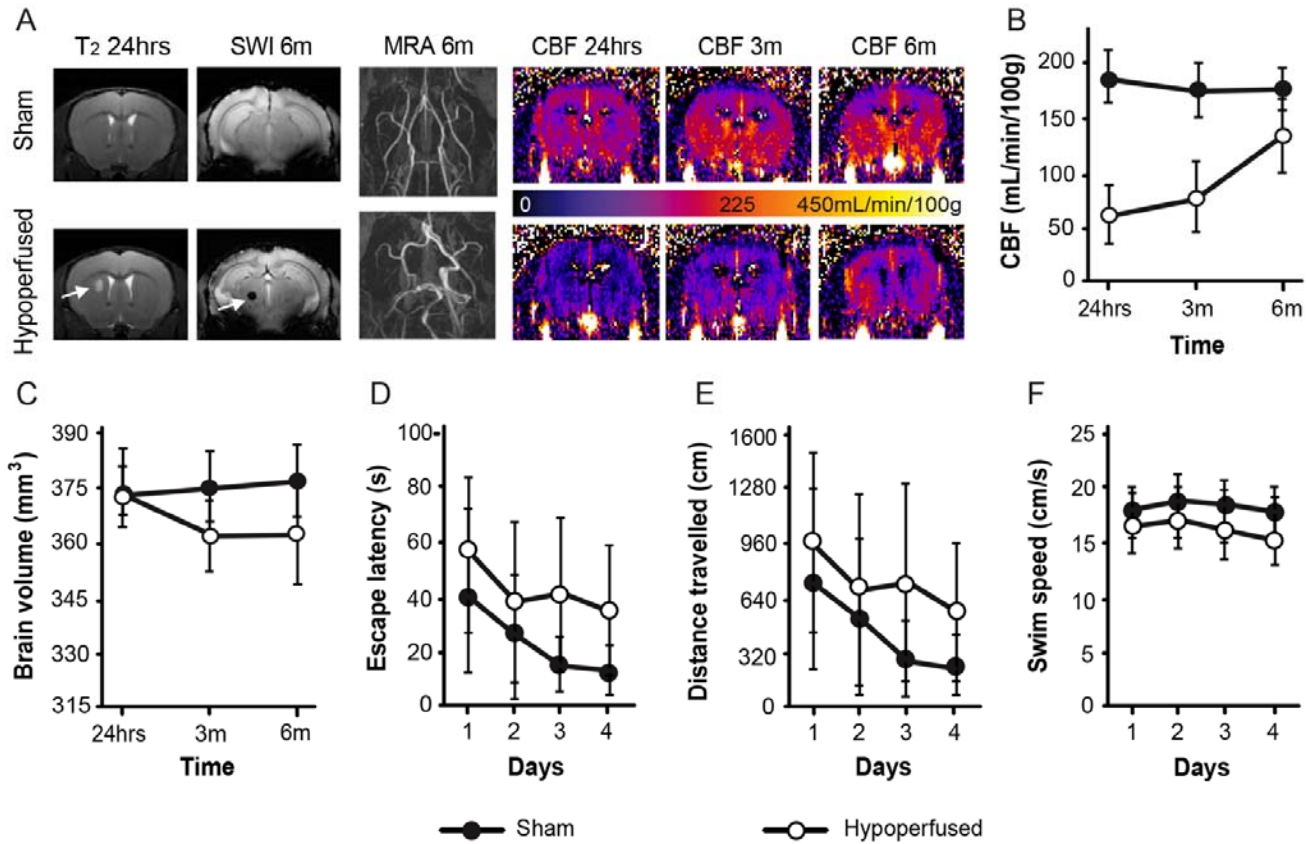 A
T2 24hrs SWI 6m MRA 6m CBF 24hrs CBF 3m CBF 6m
Sham
0 225 450mL/min/100g
Hypoperfused
B
CBF (mL/min/100g)
200
150
100
50
0
24hrs 3m 6m
Time
C
Brain volume (mm3)
390
375
360
345
330
315
24hrs 3m 6m
Time
D
Escape latency (s)
100
80
60
40
20
0
1 2 3 4
Days
E
Distance travelled (cm)
1600
1280
960
640
320
0
1 2 3 4
Days
F
Swim speed (cm/s)
25
20
15
10
5
0
1 2 3 4
Days
Sham Hypoperfused